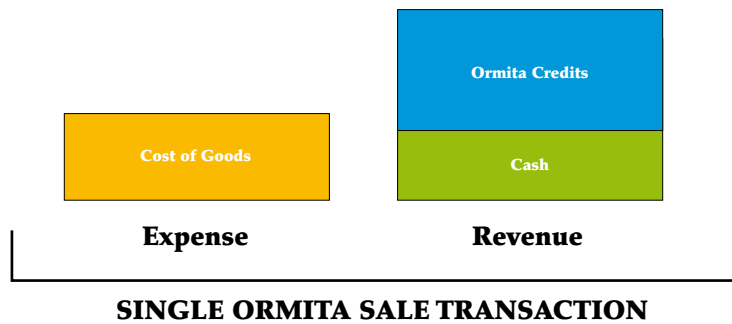 Ormita Credits
Cost of Goods
Cash
Expense
Revenue
SINGLE ORMITA SALE TRANSACTION